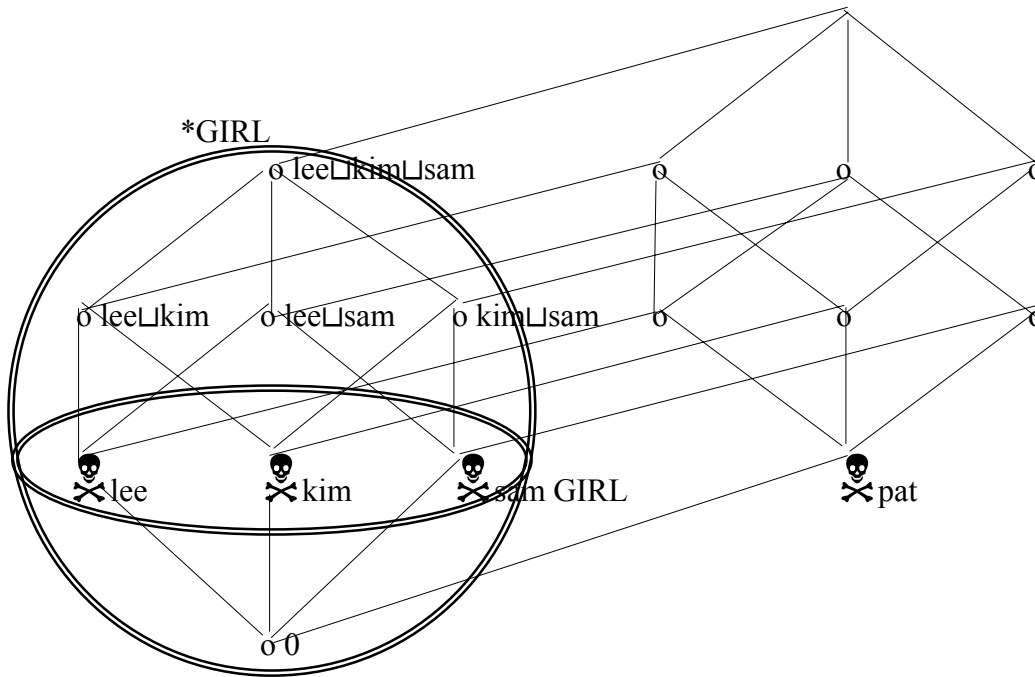 *GIRL
o lee⊔kim⊔sam o o o
o lee⊔kim o lee⊔sam o kim⊔sam o o o
☠ lee ☠ kim ☠ sam GIRL ☠ pat
o 0